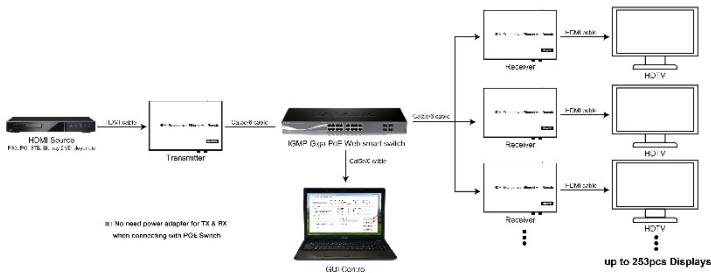 HDMI cable
HDMI Source
Transmitter
Cat5e/6 cable
IGMP Giga PoE Web smart switch
Cat5e/6 cable
Cat5e/6 cable
GUI Control
※: No need power adapter for TX & RX
when connecting with POE Switch
Receiver
HDMI cable
HDTV
Receiver
HDMI cable
HDTV
Receiver
HDMI cable
HDTV
up to 253pcs Displays